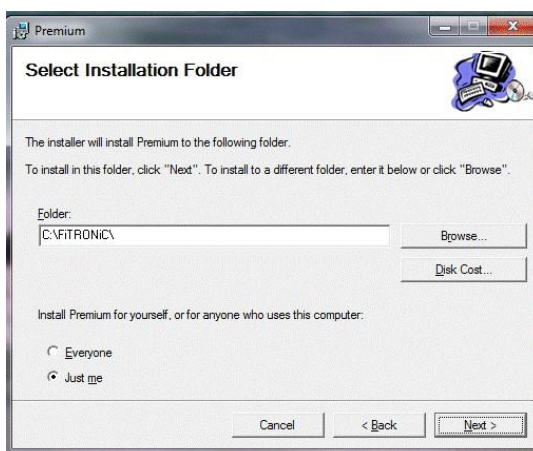 Premium
Select Installation Folder
The installer will install Premium to the following folder.
To install in this folder, click "Next". To install to a different folder, enter it below or click "Browse".
Folder:
C:\FiTRONiC\
Browse...
Disk Cost...
Install Premium for yourself, or for anyone who uses this computer:
Everyone
Just me
Cancel
< Back
Next >